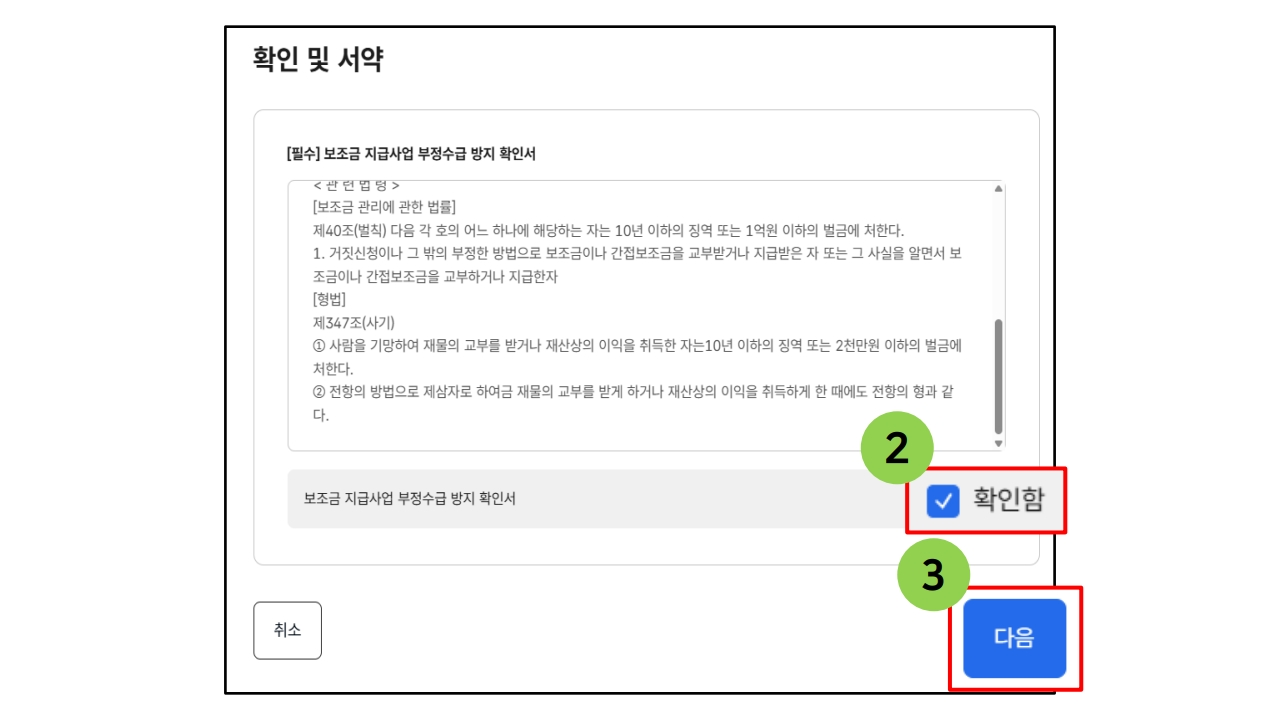 확인 및 서약
[필수] 보조금 지급사업 부정수급 방지 확인서
< 관 련 법 령 >
[보조금 관리에 관한 법률]
제40조(벌칙) 다음 각 호의 어느 하나에 해당하는 자는 10년 이하의 징역 또는 1억원 이하의 벌금에 처한다.
1. 거짓신청이나 그 밖의 부정한 방법으로 보조금이나 간접보조금을 교부받거나 지급받은 자 또는 그 사실을 알면서 보
조금이나 간접보조금을 교부하거나 지급한자
[형법]
제347조(사기)
① 사람을 기망하여 재물의 교부를 받거나 재산상의 이익을 취득한 자는10년 이하의 징역 또는 2천만원 이하의 벌금에
처한다.
② 전항의 방법으로 제삼자로 하여금 재물의 교부를 받게 하거나 재산상의 이익을 취득하게 한 때에도 전항의 형과 같
다.
2
보조금 지급사업 부정수급 방지 확인서
확인함
3
취소
다음